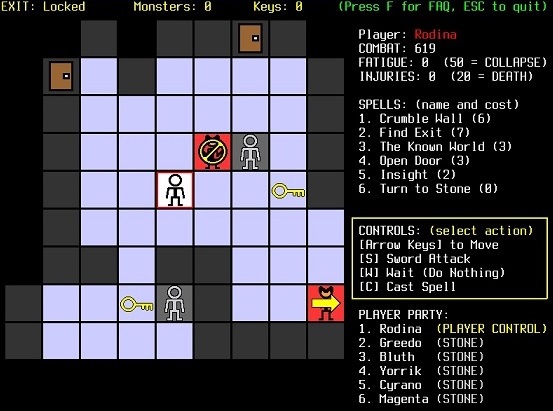 EXIT: Locked Monsters: 0 Keys: 0 (Press F for FAQ, ESC to quit)
Player: Rodina
COMBAT: 619
FATIGUE: 0 (50 = COLLAPSE)
INJURIES: 0 (20 = DEATH)
SPELLS: (name and cost)
1. Crumble Wall (6)
2. Find Exit (7)
3. The Known World (3)
4. Open Door (3)
5. Insight (2)
6. Turn to Stone (0)
CONTROLS: (select action)
[Arrow Keys] to Move
[S] Sword Attack
[W] Wait (Do Nothing)
[C] Cast Spell
PLAYER PARTY:
1. Rodina (PLAYER CONTROL)
2. Greedo (STONE)
3. Bluth (STONE)
4. Yorrik (STONE)
5. Cyrano (STONE)
6. Magenta (STONE)